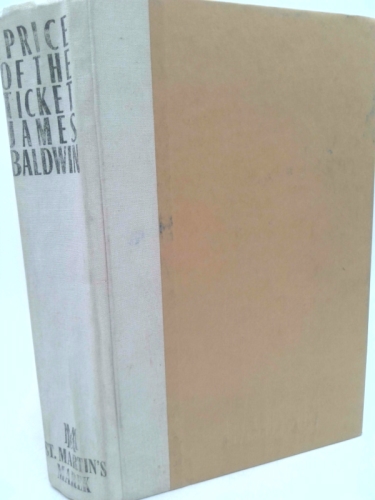 PRICE
OF THE
TICKET
JAMES
BALDWIN
M
ST. MARTIN'S
MAREK